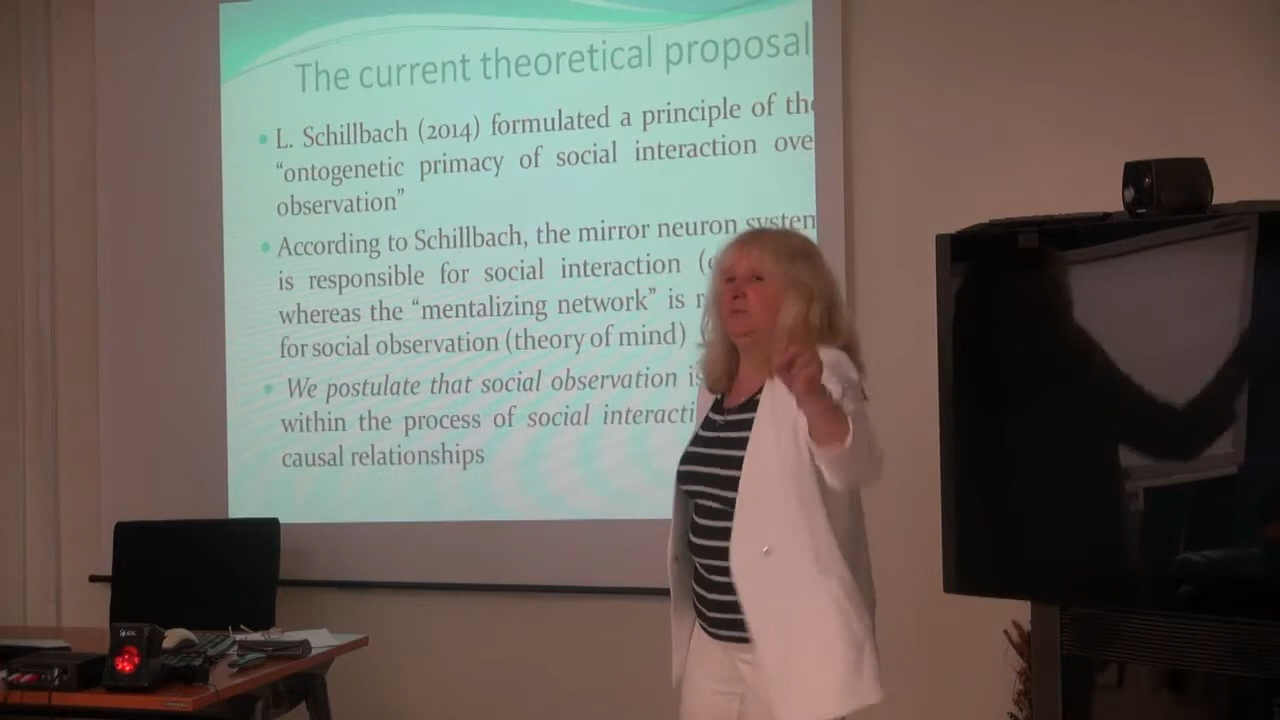 The current theoretical proposal
L. Schillbach (2014) formulated a principle of the
“ontogenetic primacy of social interaction ove
observation”
According to Schillbach, the mirror neuron system
is responsible for social interaction (
whereas the “mentalizing network” is
for social observation (theory of mind)
We postulate that social observation is
within the process of social interacti
causal relationships